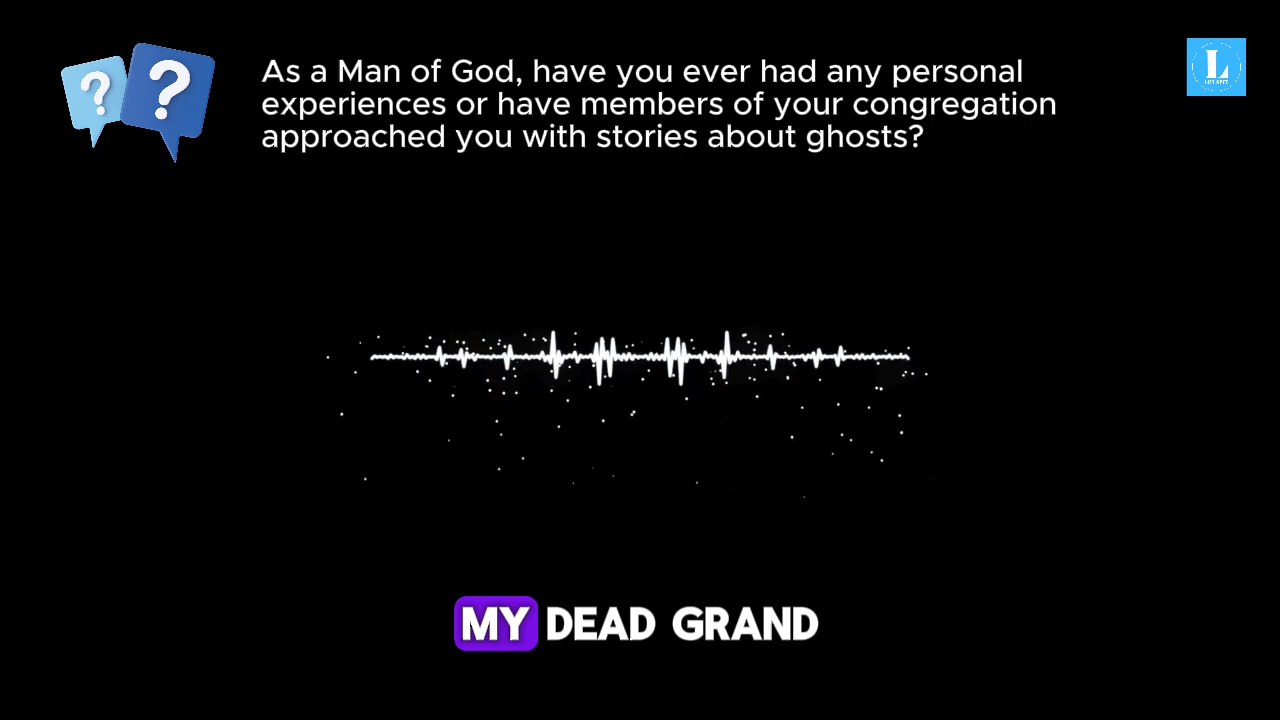 As a Man of God, have you ever had any personal
experiences or have members of your congregation
approached you with stories about ghosts?
? ?
L
MY DEAD GRAND